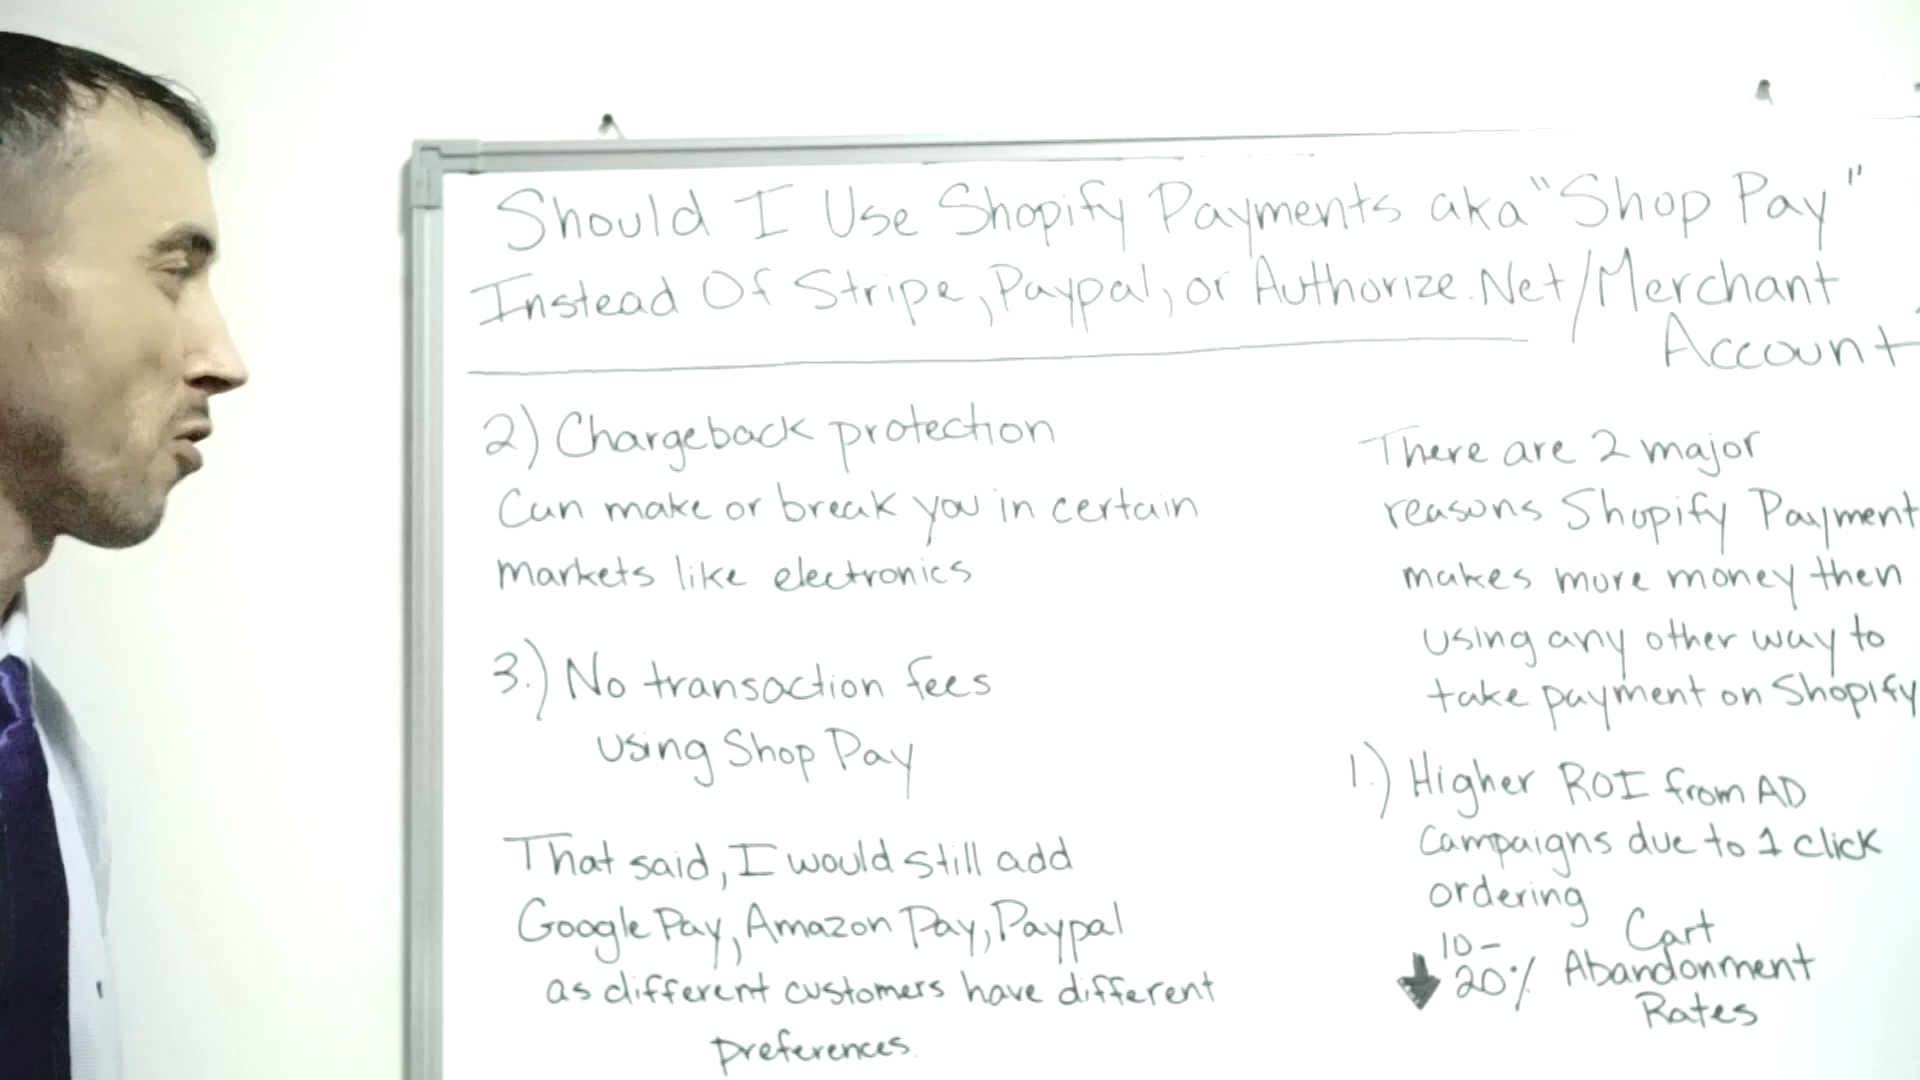 Should I Use Shopify Payments aka "Shop Pay"
Instead Of Stripe, Paypal, or Authorize.Net/Merchant
Account
There are 2 major
reasons Shopify Payment
makes more money then
using any other way to
take payment on Shopify
1.) Higher ROI from AD
Campaigns due to 1 click
ordering
↓ 10-20% Cart
Abandonment
Rates
2) Chargeback protection
Can make or break you in certain
markets like electronics
3.) No transaction fees
using Shop Pay
That said, I would still add
Google Pay, Amazon Pay, Paypal
as different customers have different
preferences.